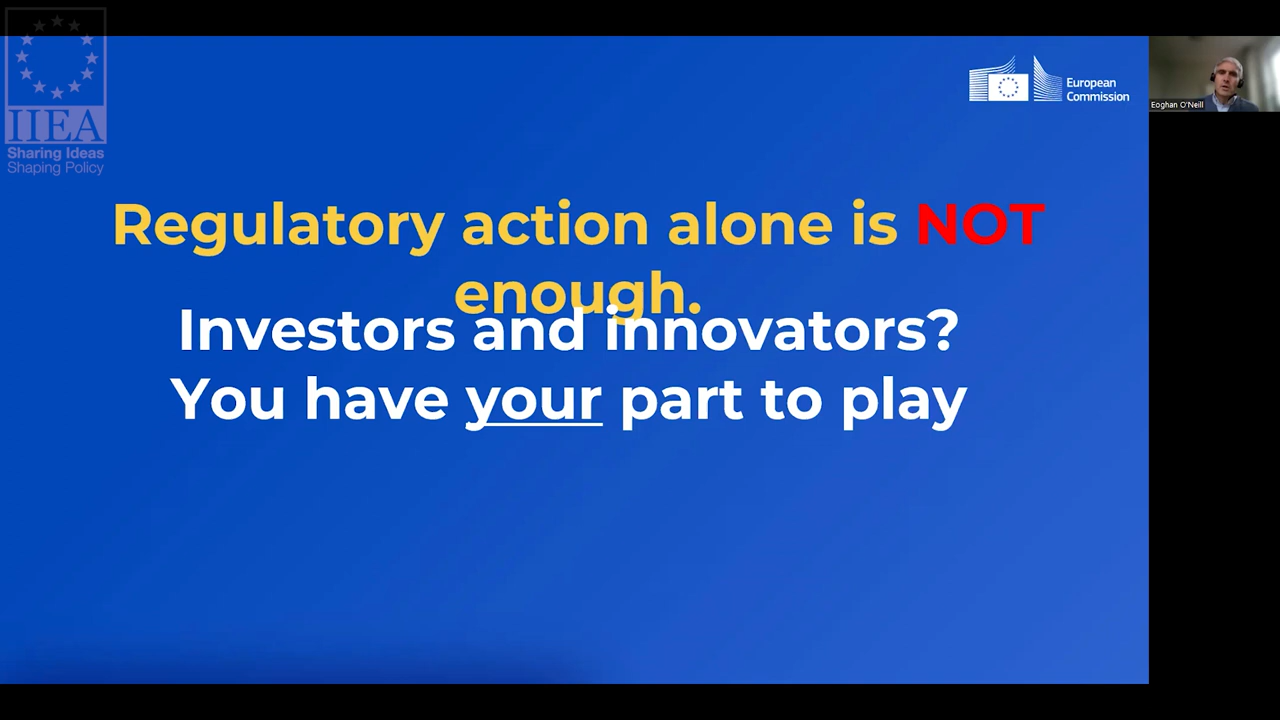 IIEA
Sharing Ideas
Shaping Policy
European
Commission
Eoghan O'Neill
Regulatory action alone is NOT
enough.
Investors and innovators?
You have your part to play